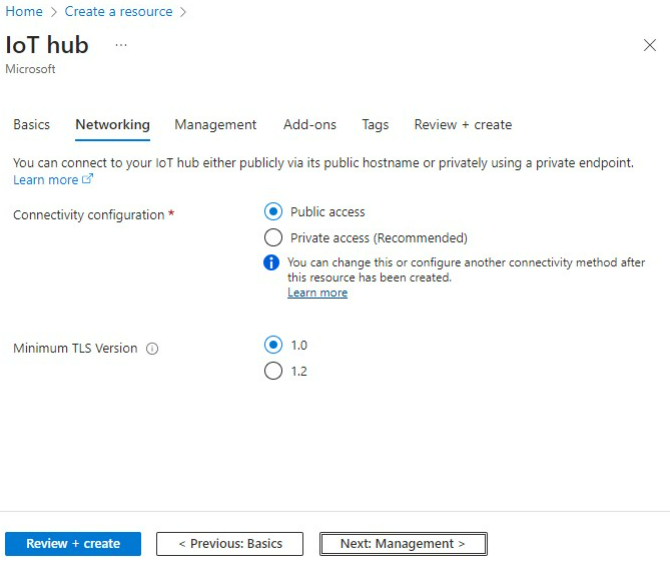 Home > Create a resource >
IoT hub ...
Microsoft
Basics Networking Management Add-ons Tags Review + create
You can connect to your IoT hub either publicly via its public hostname or privately using a private endpoint.
Learn more
Connectivity configuration * Public access
Private access (Recommended)
You can change this or configure another connectivity method after
this resource has been created.
Learn more
Minimum TLS Version 1.0
1.2
Review + create < Previous: Basics Next: Management >